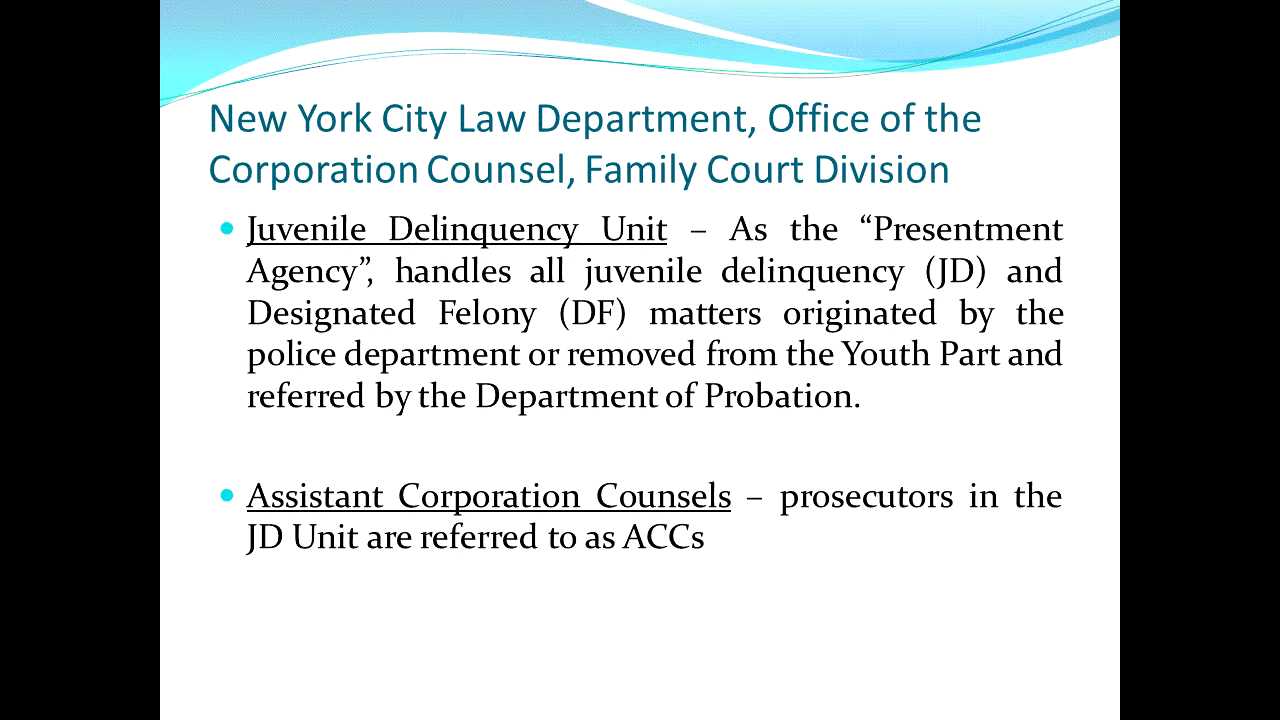 New York City Law Department, Office of the
Corporation Counsel, Family Court Division
• Juvenile Delinquency Unit – As the “Presentment
Agency”, handles all juvenile delinquency (JD) and
Designated Felony (DF) matters originated by the
police department or removed from the Youth Part and
referred by the Department of Probation.
• Assistant Corporation Counsels – prosecutors in the
JD Unit are referred to as ACCs